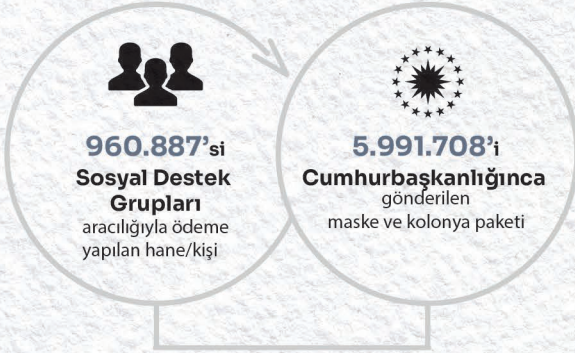 960.887’si
Sosyal Destek
Grupları
aracılığıyla ödeme
yapılan hane/kişi
5.991.708’i
Cumhurbaşkanlığınca
gönderilen
maske ve kolonya paketi